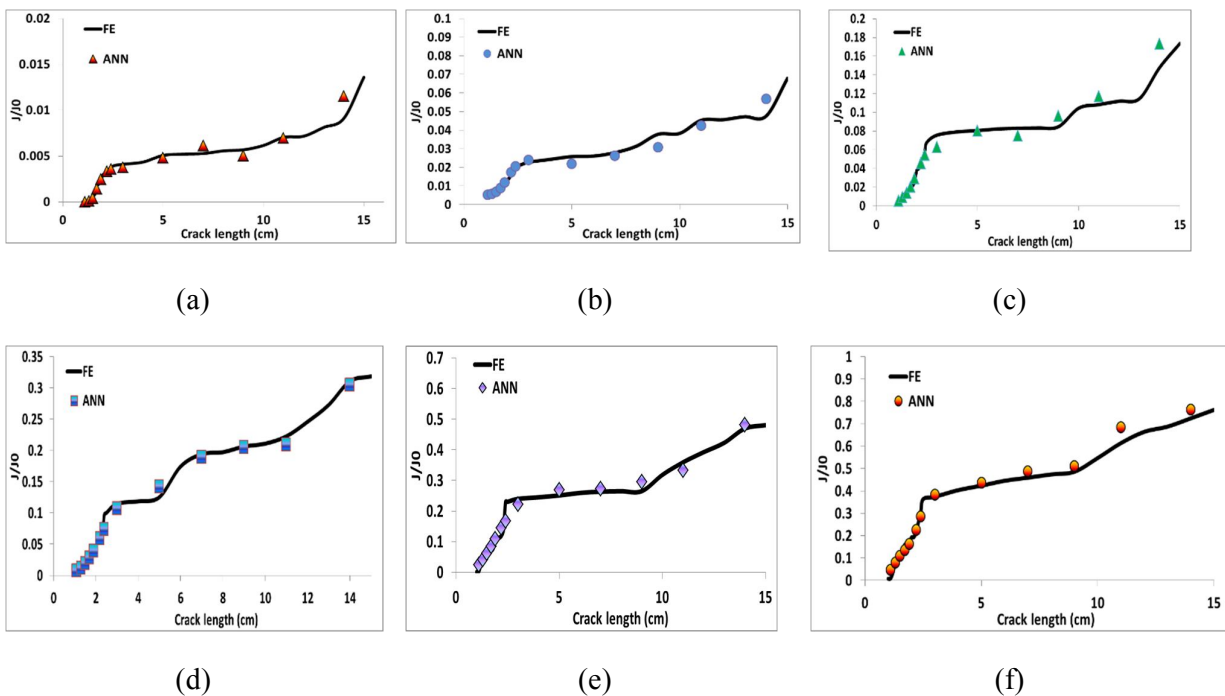 0.02
0.015
0.01
0.005
0
J/J0
FE
ANN
0 5 10 15
Crack length (cm)
(a)
0.1
0.09
0.08
0.07
0.06
0.05
0.04
0.03
0.02
0.01
0
J/J0
FE
ANN
0 5 10 15
Crack length (cm)
(b)
0.2
0.18
0.16
0.14
0.12
0.1
0.08
0.06
0.04
0.02
0
J/J0
FE
ANN
0 5 10 15
Crack length (cm)
(c)
0.35
0.3
0.25
0.2
0.15
0.1
0.05
0
J/J0
FE
ANN
0 2 4 6 8 10 12 14
Crack length (cm)
(d)
0.7
0.6
0.5
0.4
0.3
0.2
0.1
0
J/J0
FE
ANN
0 5 10 15
Crack length (cm)
(e)
1
0.9
0.8
0.7
0.6
0.5
0.4
0.3
0.2
0.1
0
J/J0
FE
ANN
0 5 10 15
Crack length (cm)
(f)